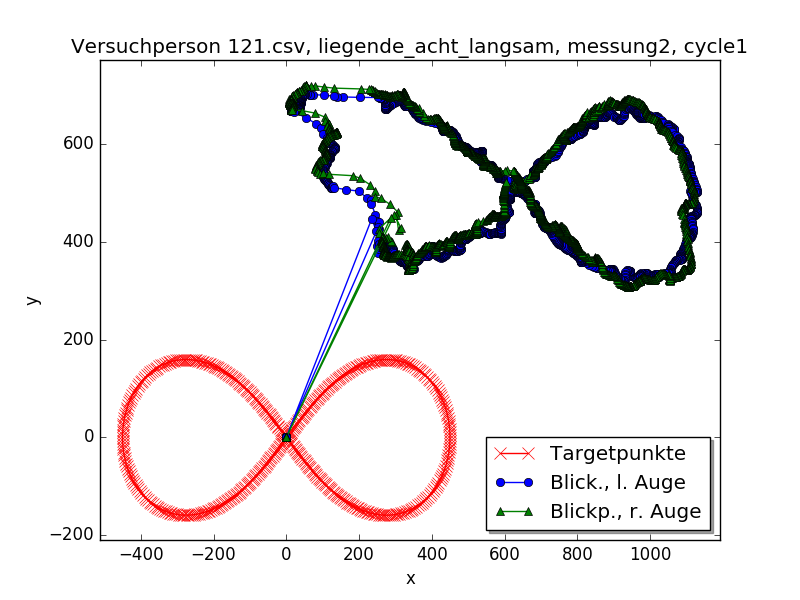 Versuchperson 121.csv, liegende_acht_langsam, messung2, cycle1
600
400
200
0
−200
y
−400
−200
0
200
400
600
800
1000
x
Targetpunkte
Blick., l. Auge
Blickp., r. Auge